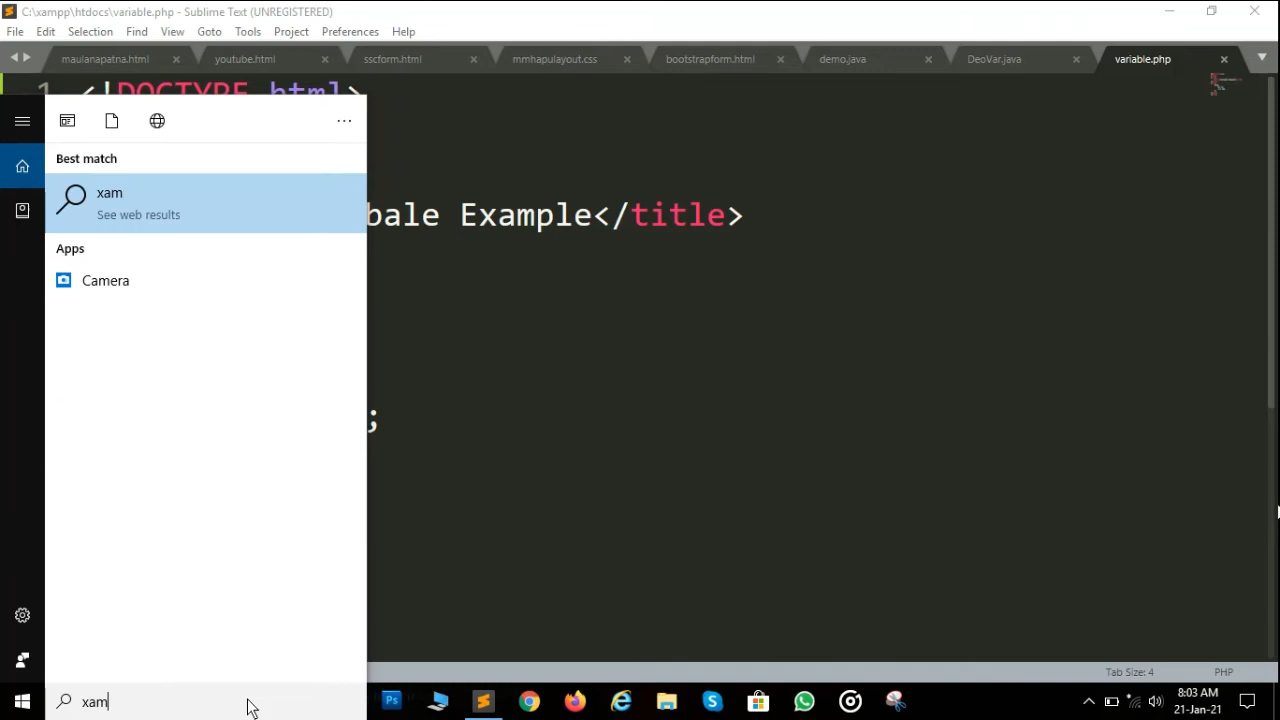 C:\xampp\htdocs\variable.php - Sublime Text (UNREGISTERED)
File Edit Selection Find View Goto Tools Project Preferences Help
maulanapatna.html youtube.html sscform.html mmhapulayout.css bootstrapform.html demo.java DeoVar.java variable.php
1 <!DOCTYPE html>
Best match
xam
See web results
bale Example</title>
Apps
Camera
;
Tab Size: 4 PHP
xam
Ps
8:03 AM
21-Jan-21